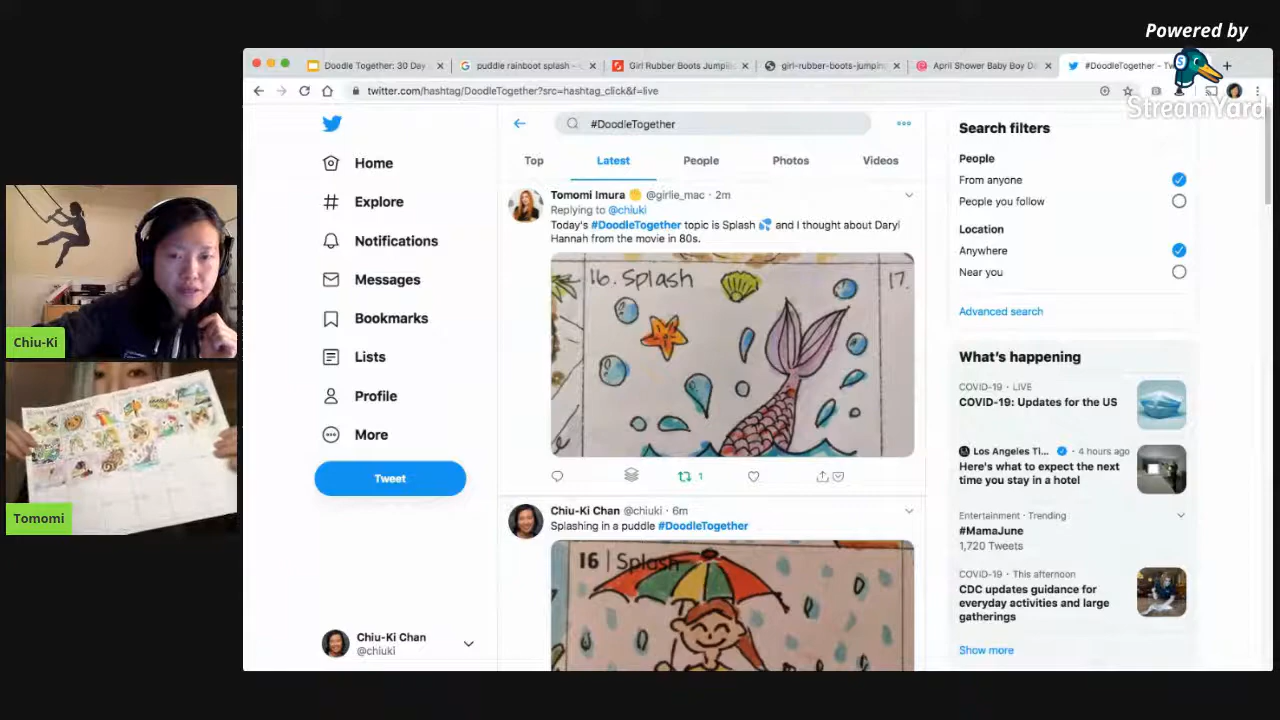 Powered by
StreamYard
Doodle Together: 30 Day
puddle rainboot splash -
Girl Rubber Boots Jumpi
girl-rubber-boots-jumpin
April Shower Baby Boy D
#DoodleTogether - Tw
twitter.com/hashtag/DoodleTogether?src=hashtag_click&f=live
Home
Explore
Notifications
Messages
Bookmarks
Lists
Profile
More
Tweet
Chiu-Ki Chan
@chiuki
#DoodleTogether
Top
Latest
People
Photos
Videos
Tomomi Imura @girlie_mac · 2m
Replying to @chiuki
Today's #DoodleTogether topic is Splash and I thought about Daryl
Hannah from the movie in 80s.
16. Splash
17.
1
Chiu-Ki Chan @chiuki · 6m
Splashing in a puddle #DoodleTogether
16 | Splash
Search filters
People
From anyone
People you follow
Location
Anywhere
Near you
Advanced search
What's happening
COVID-19 · LIVE
COVID-19: Updates for the US
Los Angeles Ti... · 4 hours ago
Here's what to expect the next
time you stay in a hotel
Entertainment · Trending
#MamaJune
1,720 Tweets
COVID-19 · This afternoon
CDC updates guidance for
everyday activities and large
gatherings
Show more
Chiu-Ki
Tomomi